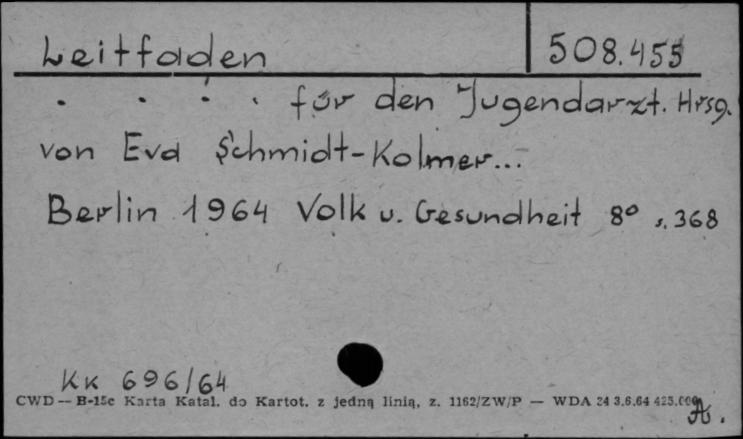 Leitfaden 508.455
. . . . für den Jugendarzt. Hrsg.
von Eva Schmidt-Kolmer...
Berlin 1964 Volk u. Gesundheit 8° s. 368
KK 696/64
CWD — B-15c Karta Katal. do Kartot. z jedną linią, z. 1162/ZW/P — WDA 24 3.6.64 425.000
A.